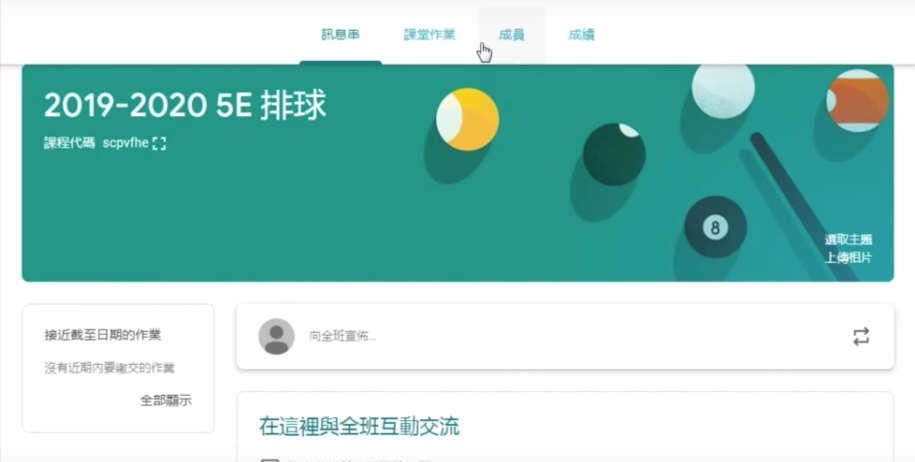 訊息串 課堂作業 成員 成績
2019-2020 5E 排球
課程代碼 scpvfhe
8
選取主題
上傳相片
接近截至日期的作業
沒有近期內要繳交的作業
全部顯示
向全班宣佈...
在這裡與全班互動交流